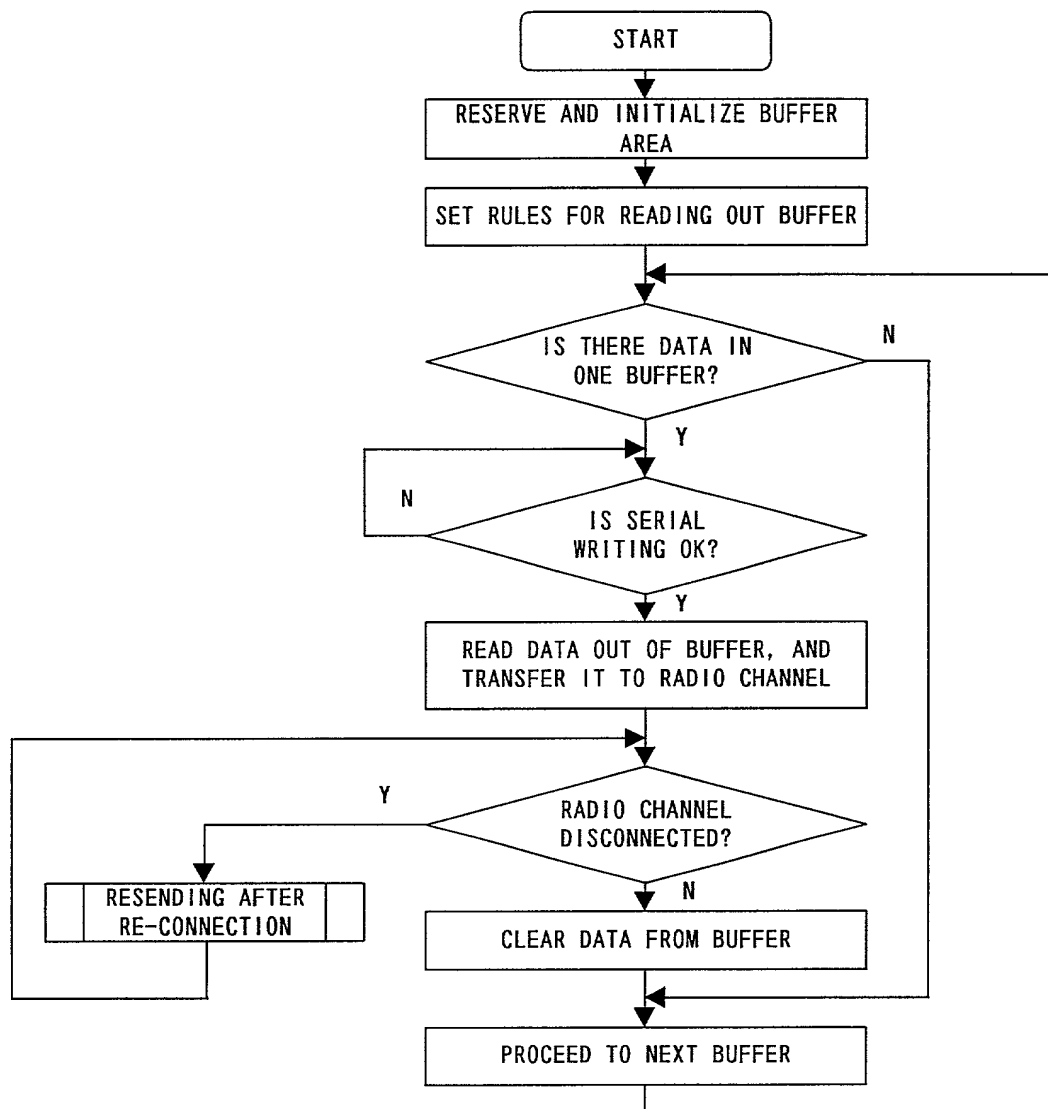 START
RESERVE AND INITIALIZE BUFFER
AREA
SET RULES FOR READING OUT BUFFER
IS THERE DATA IN
ONE BUFFER?
N
Y
N
IS SERIAL
WRITING OK?
Y
READ DATA OUT OF BUFFER, AND
TRANSFER IT TO RADIO CHANNEL
Y
RADIO CHANNEL
DISCONNECTED?
N
RESENDING AFTER
RE-CONNECTION
CLEAR DATA FROM BUFFER
PROCEED TO NEXT BUFFER